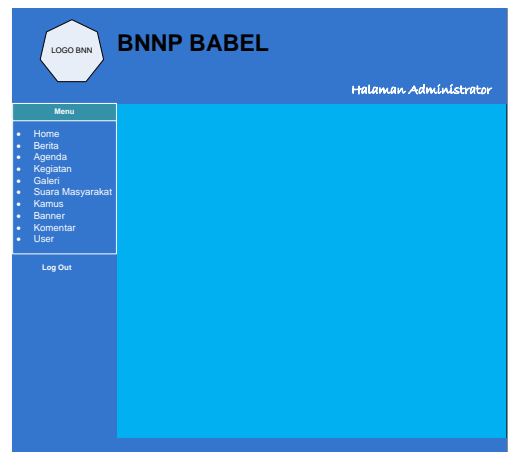 LOGO BNN
BNNP BABEL
Halaman Administrator
Menu
Home
Berita
Agenda
Kegiatan
Galeri
Suara Masyarakat
Kamus
Banner
Komentar
User
Log Out